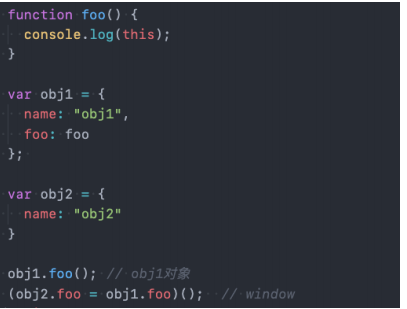 function foo() {
  console.log(this);
}

var obj1 = {
  name: "obj1",
  foo: foo
};

var obj2 = {
  name: "obj2"
}

obj1.foo(); // obj1对象
(obj2.foo = obj1.foo)();  // window